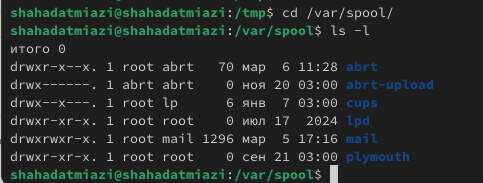 shahadatmiazi@shahadatmiazi:/tmp$ cd /var/spool/
shahadatmiazi@shahadatmiazi:/var/spool$ ls -l
итого 0
drwxr-x--x. 1 root abrt   70 мар  6 11:28 abrt
drwx------. 1 abrt abrt    0 ноя 20 03:00 abrt-upload
drwx--x---. 1 root lp      6 янв  7 03:00 cups
drwxr-xr-x. 1 root root    0 июл 17  2024 lpd
drwxrwxr-x. 1 root mail 1296 мар  5 17:16 mail
drwxr-xr-x. 1 root root    0 сен 21 03:00 plymouth
shahadatmiazi@shahadatmiazi:/var/spool$